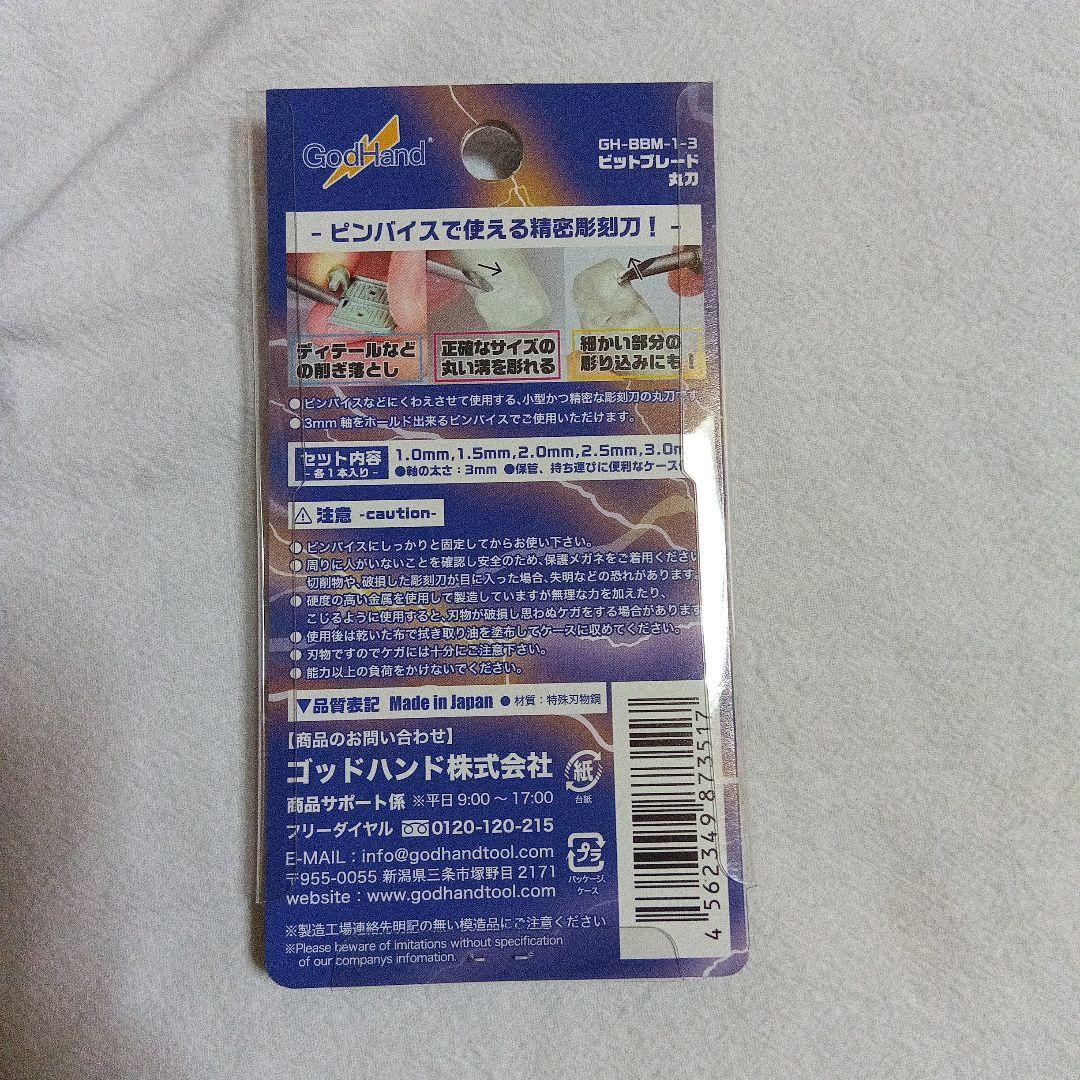 GodHand®
GH-BBM-1-3
ビットブレード
丸刀
- ピンバイスで使える精密彫刻刀！ -
ディテールなど
の削ぎ落とし
正確なサイズの
丸い溝を彫れる
細かい部分の
彫り込みにも！
●ピンバイスなどにくわえさせて使用する、小型かつ精密な彫刻刀の丸刀です
●3mm 軸をホールド出来るピンバイスでご使用いただけます。
セット内容
- 各1本入り -
1.0mm,1.5mm,2.0mm,2.5mm,3.0m
●軸の太さ：3mm ●保管、持ち運びに便利なケース
⚠ 注意 -caution-
●ピンバイスにしっかりと固定してからお使い下さい。
●周りに人がいないことを確認し安全のため、保護メガネをご着用ください
切削物や、破損した彫刻刀が目に入った場合、失明などの恐れがあります。
●硬度の高い金属を使用して製造していますが無理な力を加えたり、
こじるように使用すると、刃物が破損し思わぬケガをする場合があります
●使用後は乾いた布で拭き取り油を塗布してケースに収めてください。
●刃物ですのでケガには十分にご注意下さい。
●能力以上の負荷をかけないでください。
▼品質表記 Made in Japan ●材質：特殊刃物鋼
【商品のお問い合わせ】
ゴッドハンド株式会社
商品サポート係 ※平日 9:00～17:00
フリーダイヤル 0120-120-215
E-MAIL：info@godhandtool.com
〒955-0055 新潟県三条市塚野目 2171
website：www.godhandtool.com
紙
台紙
プラ
パッケージ、
ケース
※製造工場連絡先明記の無い模造品にご注意ください
※Please beware of imitations without specification
of our companys infomation.
4 562349 873517